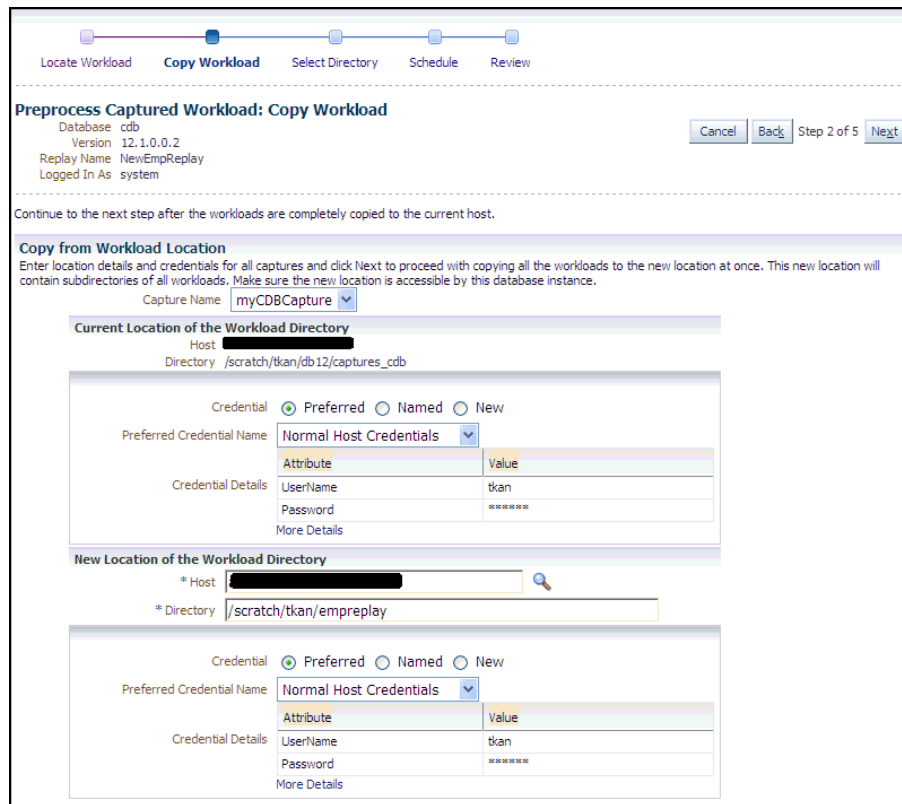 Locate Workload Copy Workload Select Directory Schedule Review
Preprocess Captured Workload: Copy Workload
Database cdb
Version 12.1.0.0.2
Replay Name NewEmpReplay
Logged In As system
Cancel Back Step 2 of 5 Next
Continue to the next step after the workloads are completely copied to the current host.
Copy from Workload Location
Enter location details and credentials for all captures and click Next to proceed with copying all the workloads to the new location at once. This new location will
contain subdirectories of all workloads. Make sure the new location is accessible by this database instance.
Capture Name myCDBCapture
Current Location of the Workload Directory
Host
Directory /scratch/tkan/db12/captures_cdb
Credential Preferred Named New
Preferred Credential Name Normal Host Credentials
Attribute Value
Credential Details UserName tkan
Password ******
More Details
New Location of the Workload Directory
* Host
* Directory /scratch/tkan/empreplay
Credential Preferred Named New
Preferred Credential Name Normal Host Credentials
Attribute Value
Credential Details UserName tkan
Password ******
More Details